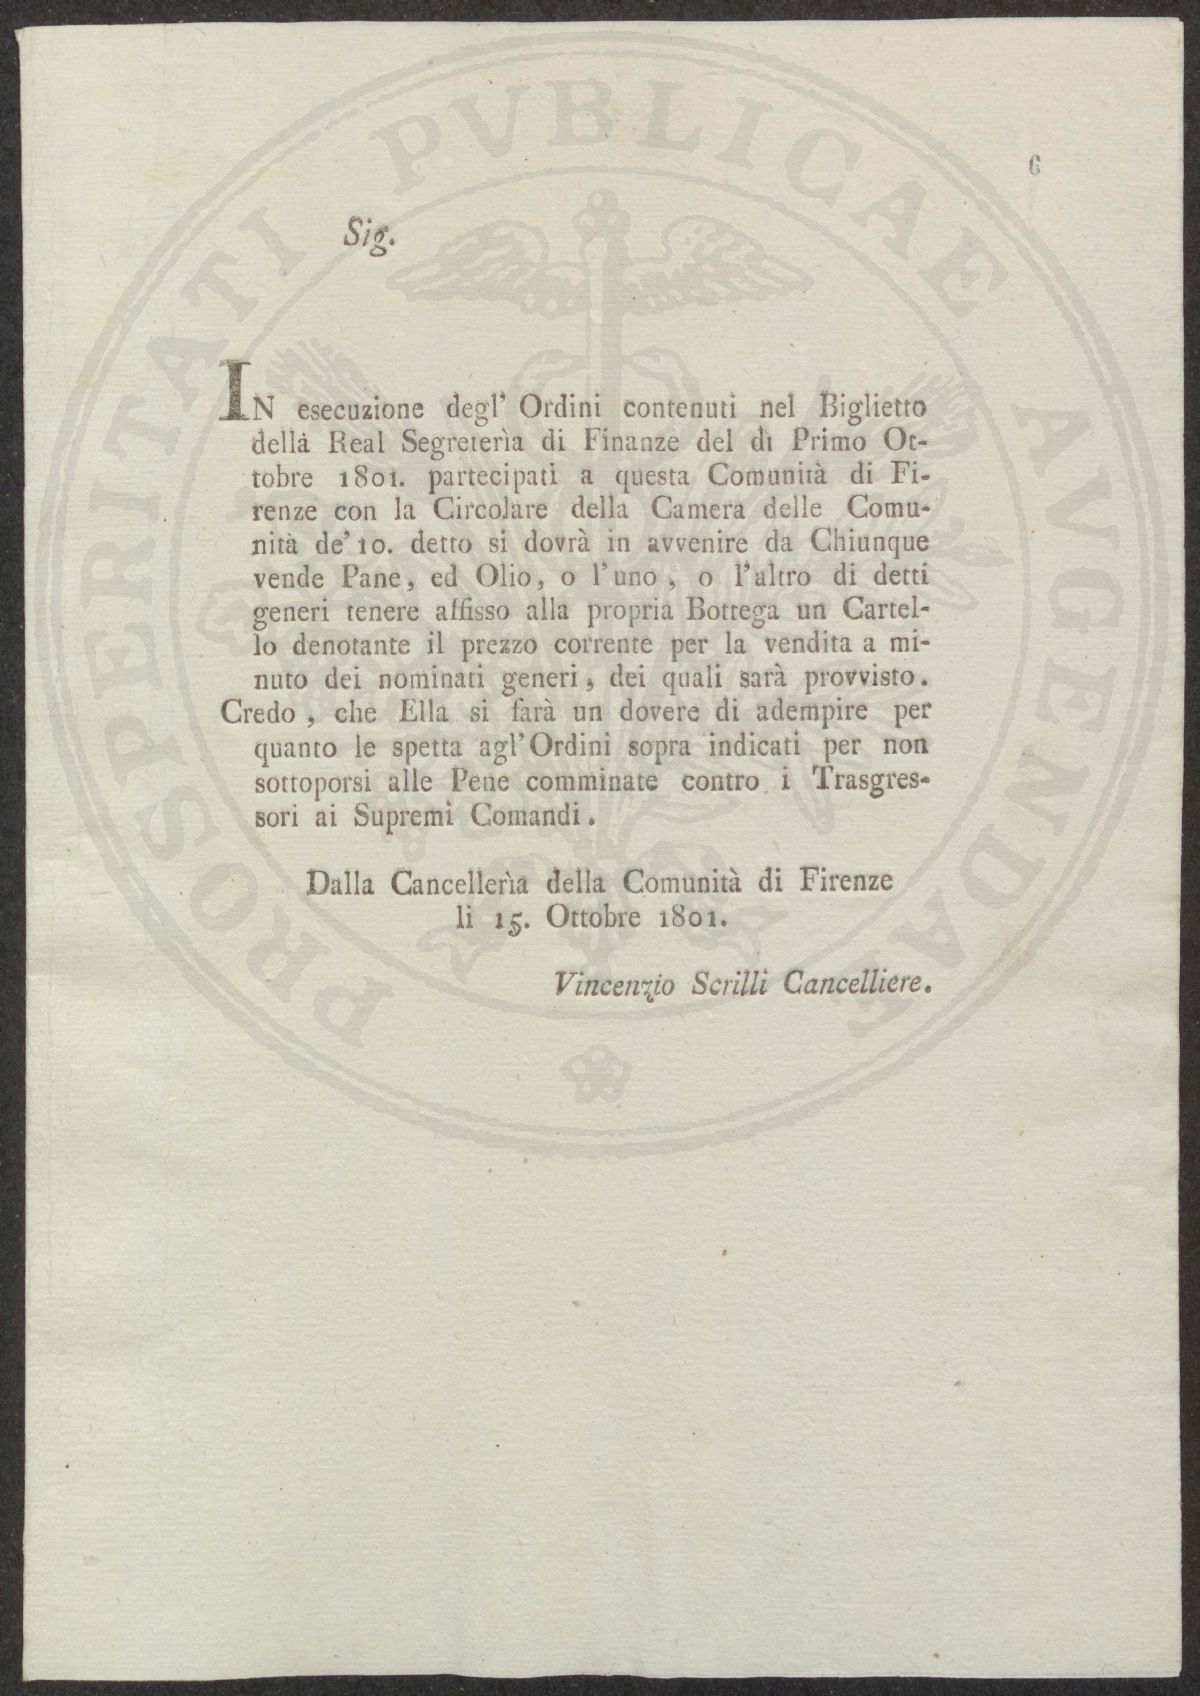 6
Sig.
IN esecuzione degl' Ordini contenuti nel Biglietto
della Real Segreterìa di Finanze del dì Primo Ot-
tobre 1801. partecipati a questa Comunità di Fi-
renze con la Circolare della Camera delle Comu-
nità de' 10. detto si dovrà in avvenire da Chiunque
vende Pane, ed Olio, o l'uno, o l'altro di detti
generi tenere affisso alla propria Bottega un Cartel-
lo denotante il prezzo corrente per la vendita a mi-
nuto dei nominati generi, dei quali sarà provvisto.
Credo, che Ella si farà un dovere di adempire per
quanto le spetta agl' Ordini sopra indicati per non
sottoporsi alle Pene comminate contro i Trasgres-
sori ai Supremi Comandi.
Dalla Cancellerìa della Comunità di Firenze
li 15. Ottobre 1801.
Vincenzio Scrilli Cancelliere.
PROSPERITATI PVBLICAE AVGENDAE